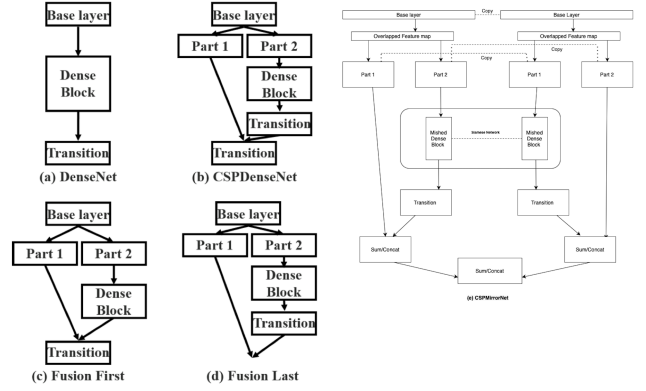 Base layer
Dense
Block
Transition
(a) DenseNet
Base layer
Part 1
Part 2
Dense
Block
Transition
Transition
(b) CSPDenseNet
Base layer
Part 1
Part 2
Dense
Block
Transition
(c) Fusion First
Base layer
Part 1
Part 2
Dense
Block
Transition
(d) Fusion Last
Base layer
Copy
Base Layer
Overlapped Feature map
Overlapped Feature map
Copy
Copy
Part 1
Part 2
Part 1
Part 2
Siamese Network
Mished
Dense
Block
Mished
Dense
Block
Transition
Transition
Sum/Concat
Sum/Concat
Sum/Concat
(e) CSPMirrorNet